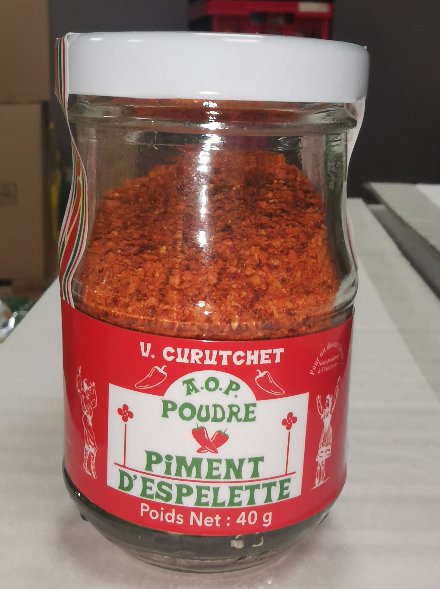 V. CURUTCHET
A.O.P.
POUDRE
PiMENT
D'ESPELETTE
Poids Net : 40 g